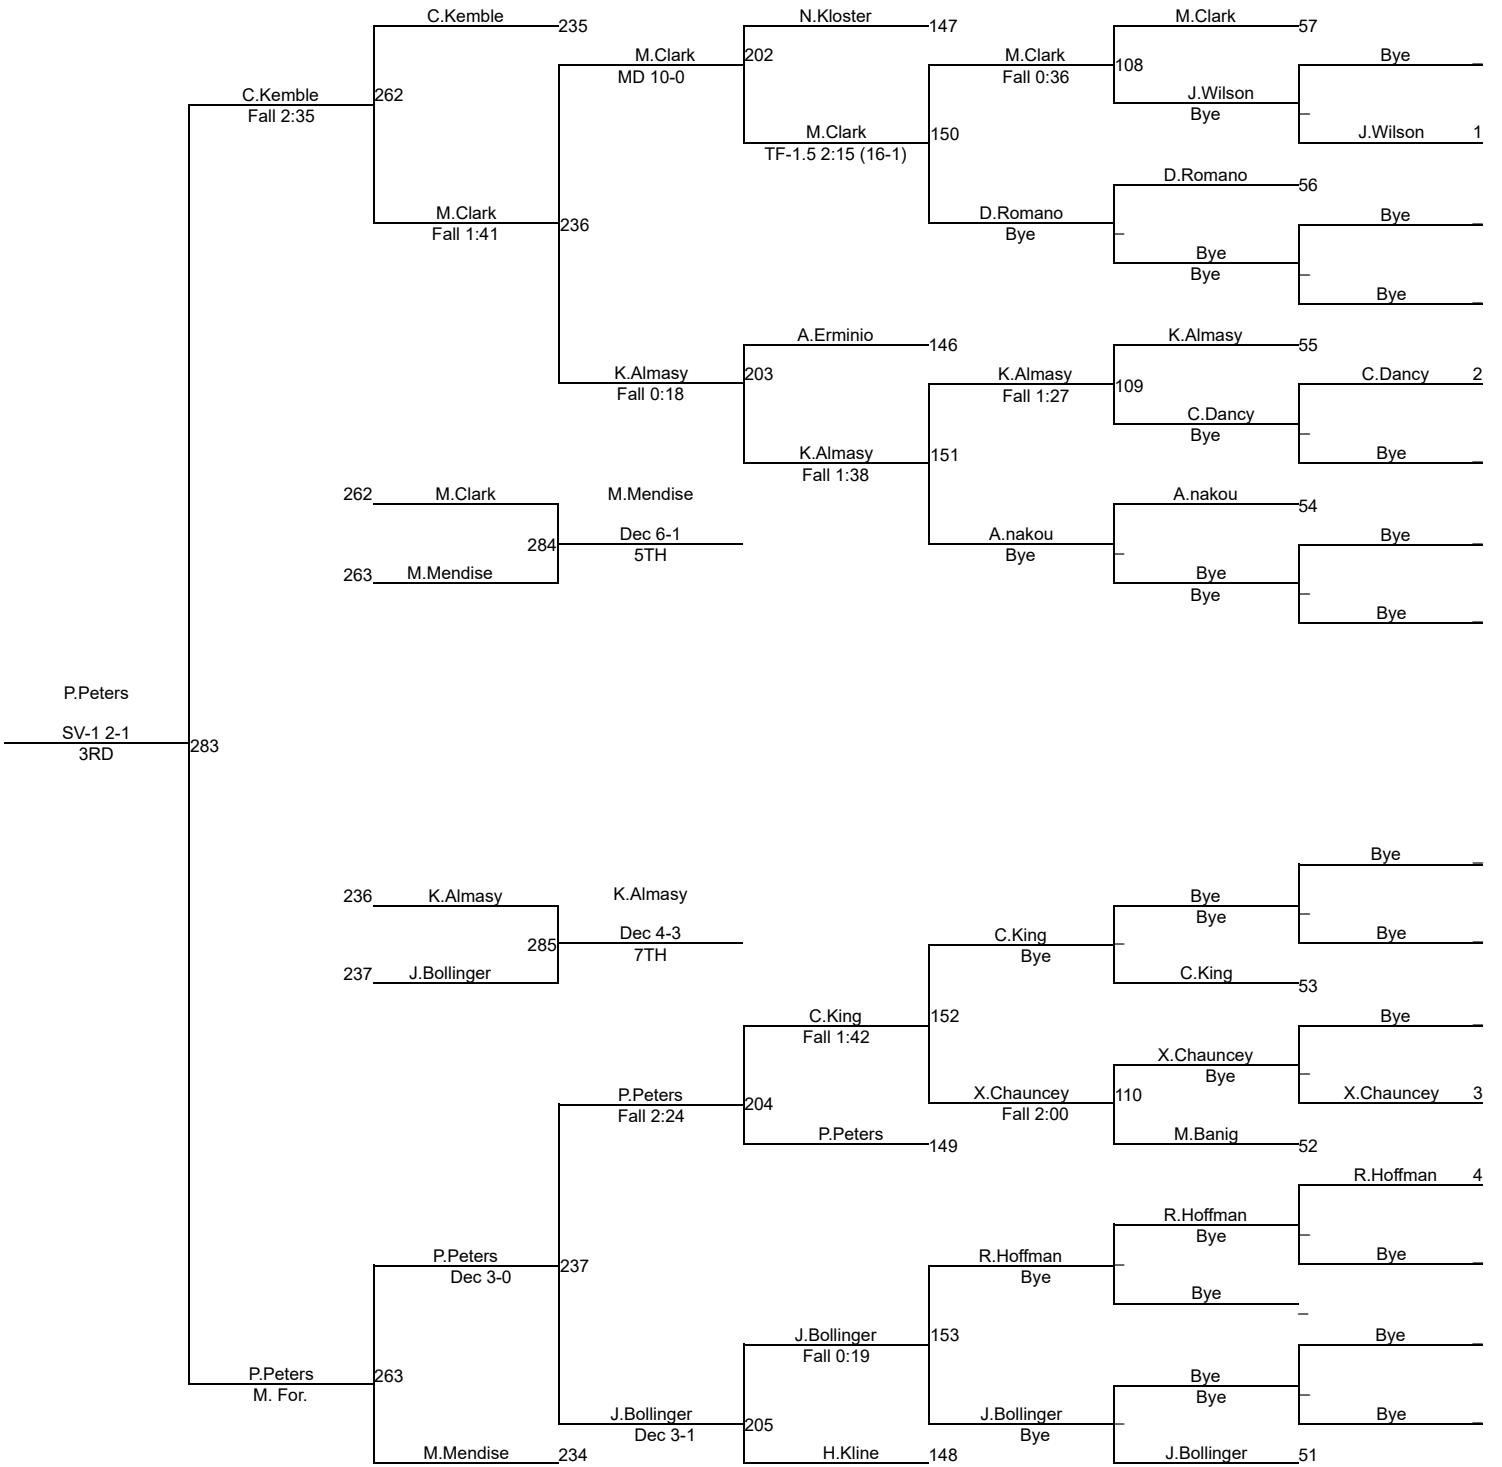 C.Kemble 235
N.Kloster 147
M.Clark 57
M.Clark 202
MD 10-0
M.Clark 108
Fall 0:36
Bye _
C.Kemble 262
Fall 2:35
J.Wilson
Bye _
M.Clark 150
TF-1.5 2:15 (16-1)
J.Wilson 1
D.Romano 56
M.Clark 236
Fall 1:41
D.Romano
Bye _
Bye _
Bye
Bye _
Bye _
A.Erminio 146
K.Almasy 55
K.Almasy 203
Fall 0:18
K.Almasy 109
Fall 1:27
C.Dancy 2
C.Dancy
Bye _
K.Almasy 151
Fall 1:38
Bye _
262 M.Clark
M.Mendise
A.nakou 54
284 Dec 6-1
5TH
A.nakou
Bye _
Bye _
263 M.Mendise
Bye
Bye _
Bye _
P.Peters
SV-1 2-1
3RD
283
Bye _
236 K.Almasy
K.Almasy
Bye
Bye _
285 Dec 4-3
7TH
C.King
Bye _
Bye _
237 J.Bollinger
C.King 53
C.King 152
Fall 1:42
Bye _
X.Chauncey
Bye _
P.Peters 204
Fall 2:24
X.Chauncey 110
Fall 2:00
X.Chauncey 3
P.Peters 149
M.Banig 52
R.Hoffman 4
R.Hoffman
Bye _
P.Peters 237
Dec 3-0
R.Hoffman
Bye _
Bye _
Bye _
J.Bollinger 153
Fall 0:19
Bye _
P.Peters 263
M. For.
Bye
Bye _
J.Bollinger 205
Dec 3-1
J.Bollinger
Bye _
Bye _
M.Mendise 234
H.Kline 148
J.Bollinger 51